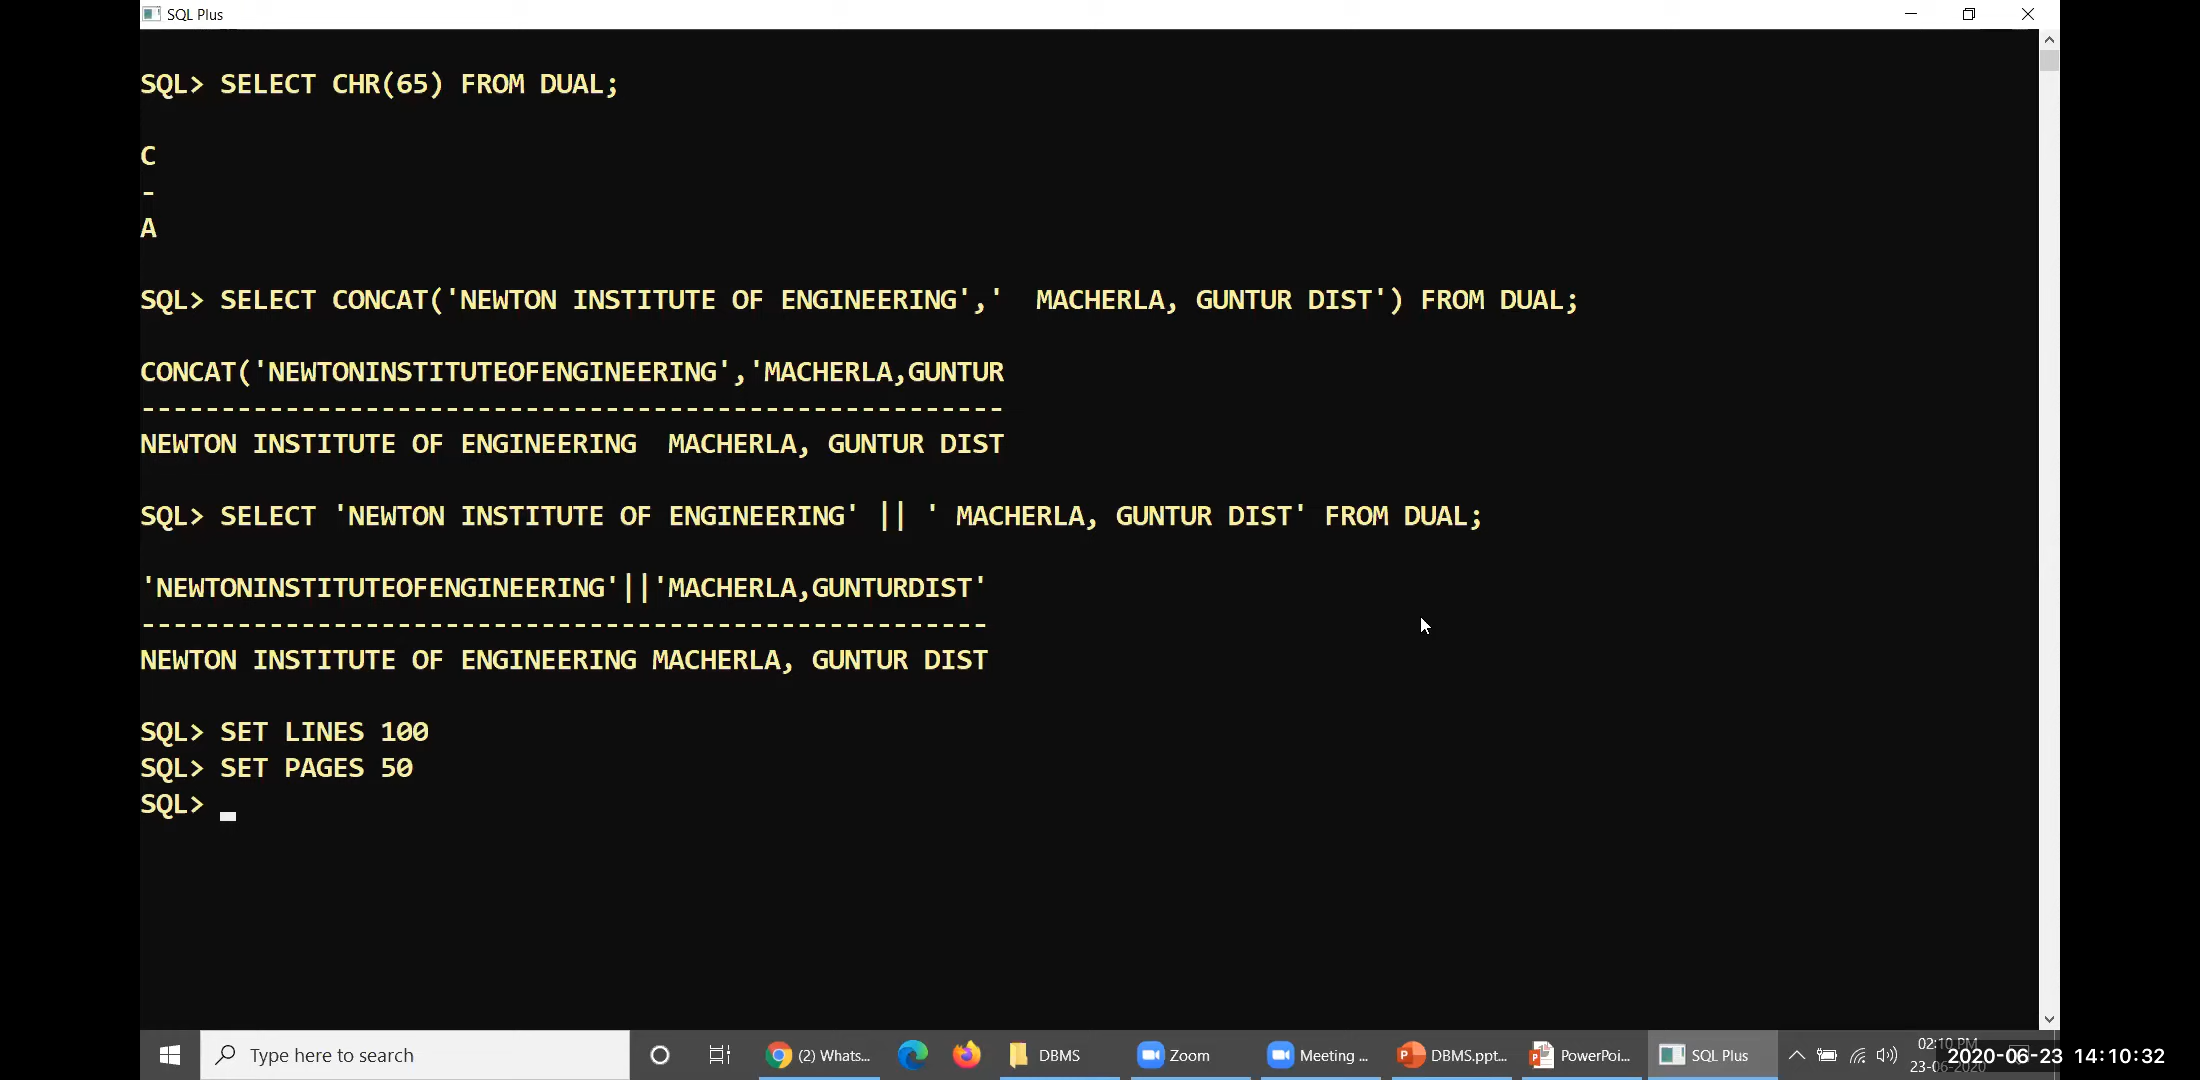 SQL Plus
SQL> SELECT CHR(65) FROM DUAL;
C
-
A
SQL> SELECT CONCAT('NEWTON INSTITUTE OF ENGINEERING','  MACHERLA, GUNTUR DIST') FROM DUAL;
CONCAT('NEWTONINSTITUTEOFENGINEERING','MACHERLA,GUNTUR
------------------------------------------------------
NEWTON INSTITUTE OF ENGINEERING  MACHERLA, GUNTUR DIST
SQL> SELECT 'NEWTON INSTITUTE OF ENGINEERING' || ' MACHERLA, GUNTUR DIST' FROM DUAL;
'NEWTONINSTITUTEOFENGINEERING'||'MACHERLA,GUNTURDIST'
-----------------------------------------------------
NEWTON INSTITUTE OF ENGINEERING MACHERLA, GUNTUR DIST
SQL> SET LINES 100
SQL> SET PAGES 50
SQL>
Type here to search
(2) Whats...
DBMS
Zoom
Meeting ...
DBMS.ppt...
PowerPoi...
SQL Plus
02:10 PM
23-06-2020
2020-06-23 14:10:32